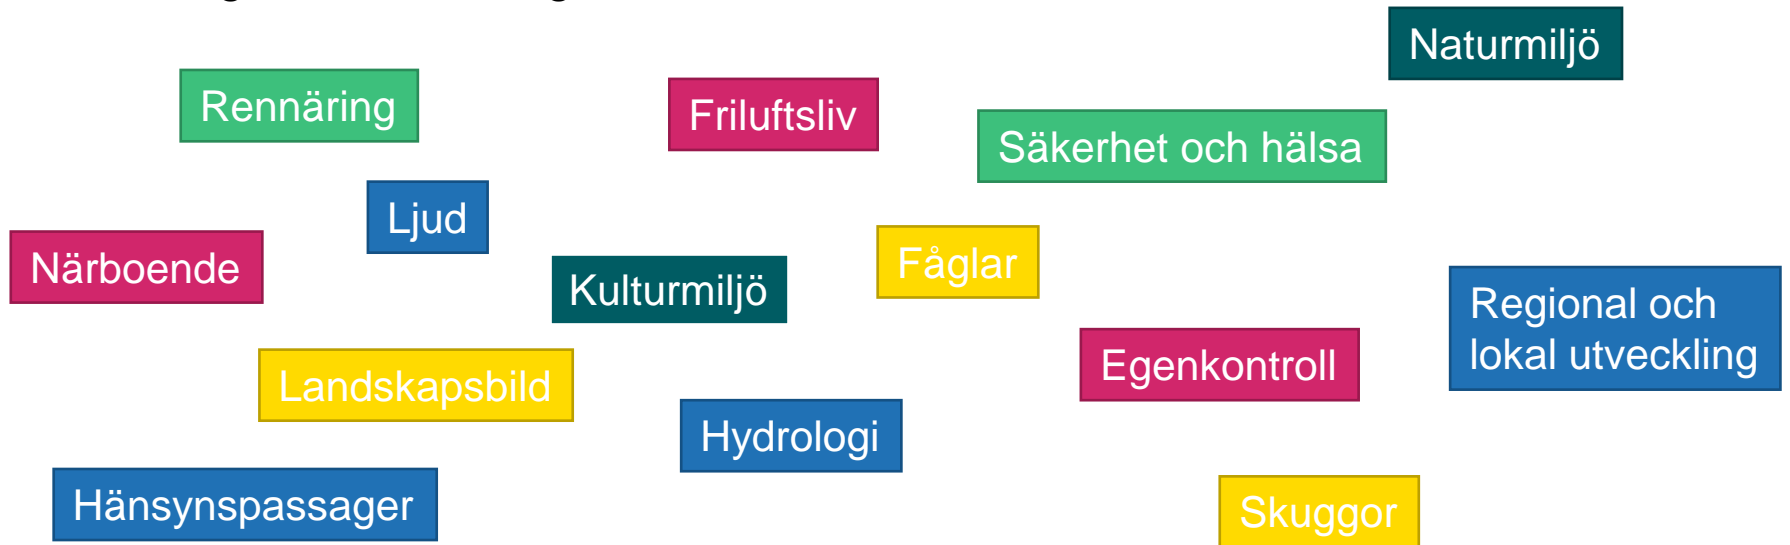 Naturmiljö
Rennäring
Friluftsliv
Säkerhet och hälsa
Ljud
Närboende
Kulturmiljö
Fåglar
Regional och
lokal utveckling
Egenkontroll
Landskapsbild
Hydrologi
Hänsynspassager
Skuggor